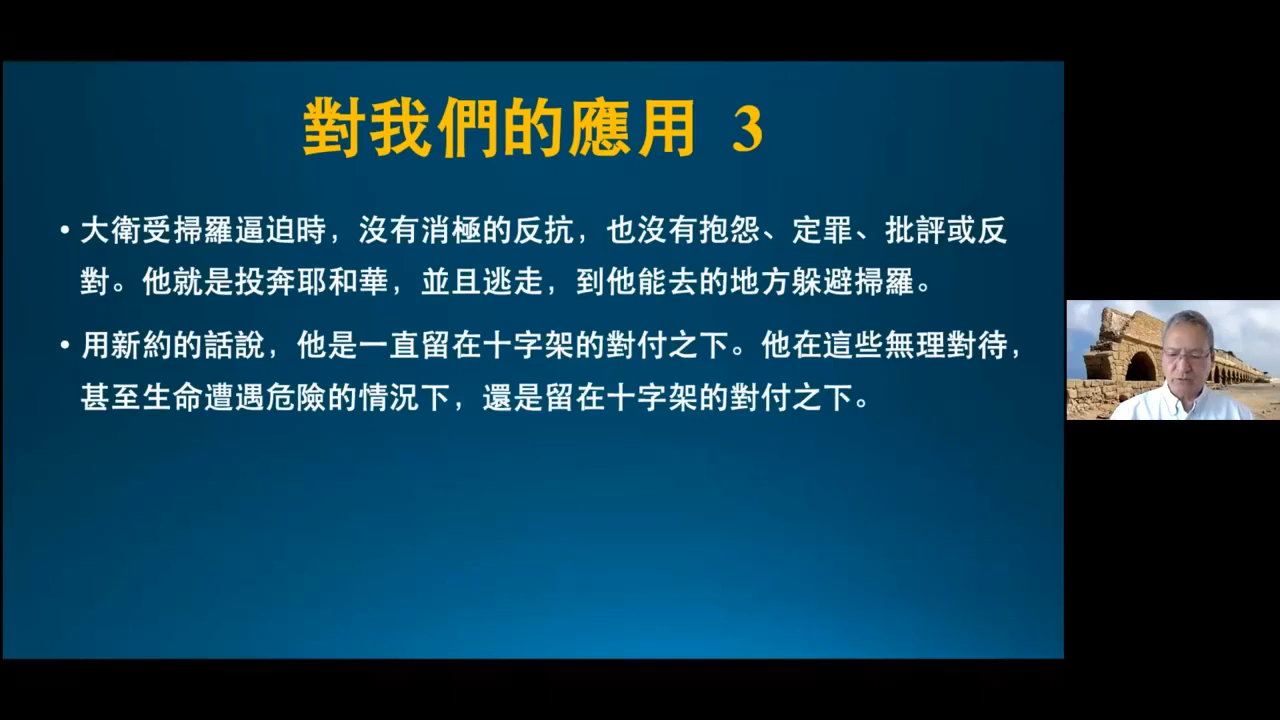 對我們的應用 3
• 大衛受掃羅逼迫時，沒有消極的反抗，也沒有抱怨、定罪、批評或反
對。他就是投奔耶和華，並且逃走，到他能去的地方躲避掃羅。
• 用新約的話說，他是一直留在十字架的對付之下。他在這些無理對待，
甚至生命遭遇危險的情況下，還是留在十字架的對付之下。